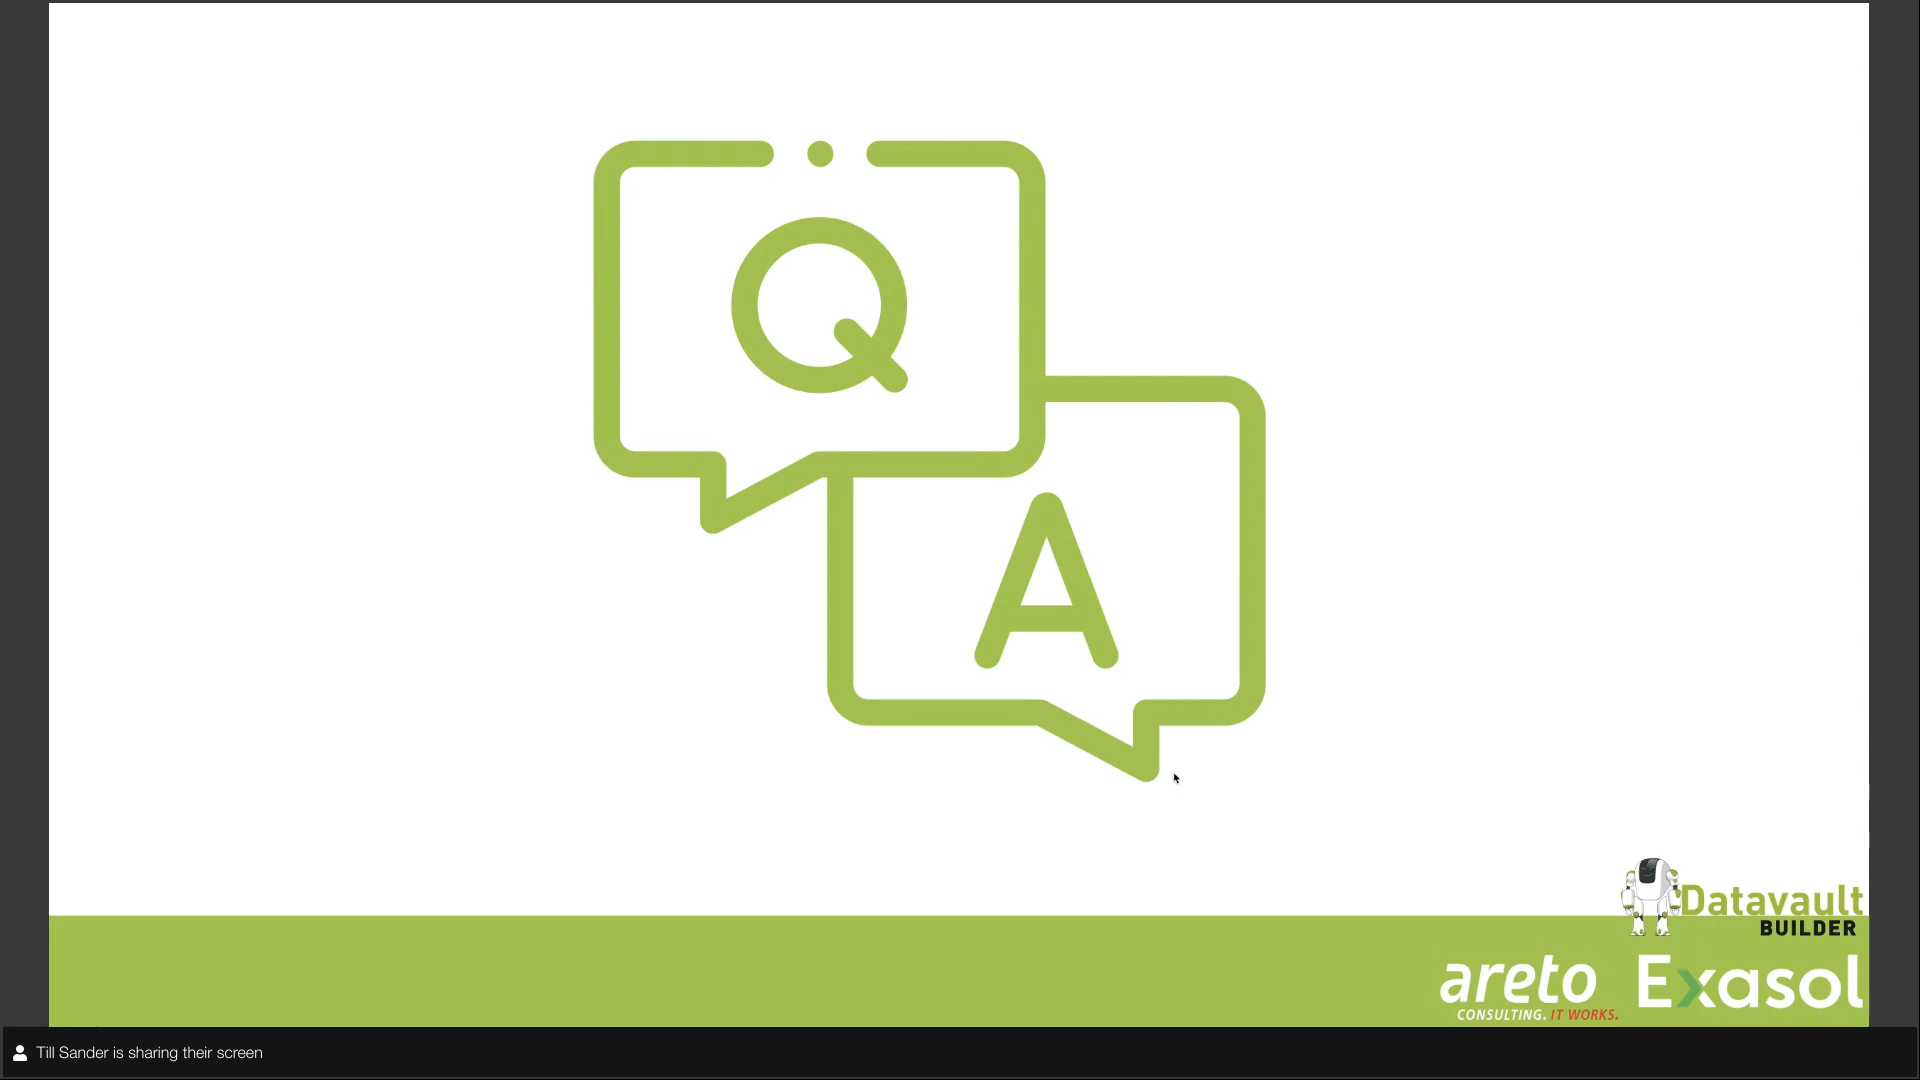 Q
A
Datavault
BUILDER
areto
CONSULTING. IT WORKS.
Exasol
Till Sander is sharing their screen